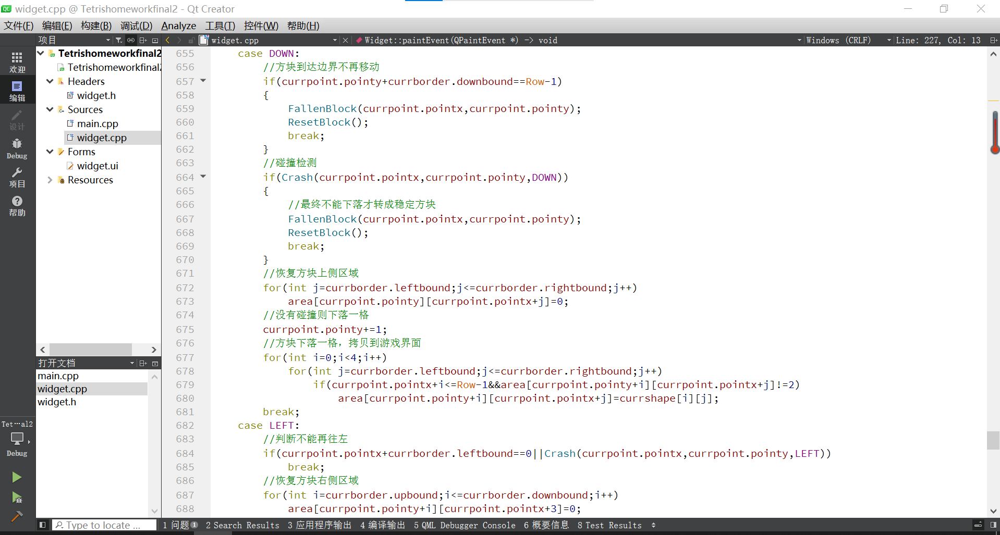 widget.cpp @ Tetrishomeworkfinal2 - Qt Creator
文件(F) 编辑(E) 构建(B) 调试(D) Analyze 工具(T) 控件(W) 帮助(H)
项目
widget.cpp
Widget::paintEvent(QPaintEvent *) -> void
Windows (CRLF)
Line: 227, Col: 13
欢迎
编辑
设计
Debug
项目
帮助
Tet···al2
Debug
Tetrishomeworkfinal2
Tetrishomeworkfinal2
Headers
widget.h
Sources
main.cpp
widget.cpp
Forms
widget.ui
Resources
打开文档
main.cpp
widget.cpp
widget.h
655 case DOWN:
656 //方块到达边界不再移动
657 if(currpoint.pointy+currborder.downbound==Row-1)
658 {
659 FallenBlock(currpoint.pointx,currpoint.pointy);
660 ResetBlock();
661 break;
662 }
663 //碰撞检测
664 if(Crash(currpoint.pointx,currpoint.pointy,DOWN))
665 {
666 //最终不能下落才转成稳定方块
667 FallenBlock(currpoint.pointx,currpoint.pointy);
668 ResetBlock();
669 break;
670 }
671 //恢复方块上侧区域
672 for(int j=currborder.leftbound;j<=currborder.rightbound;j++)
673 area[currpoint.pointy][currpoint.pointx+j]=0;
674 //没有碰撞则下落一格
675 currpoint.pointy+=1;
676 //方块下落一格，拷贝到游戏界面
677 for(int i=0;i<4;i++)
678 for(int j=currborder.leftbound;j<=currborder.rightbound;j++)
679 if(currpoint.pointx+i<=Row-1&&area[currpoint.pointy+i][currpoint.pointx+j]!=2)
680 area[currpoint.pointy+i][currpoint.pointx+j]=currshape[i][j];
681 break;
682 case LEFT:
683 //判断不能再往左
684 if(currpoint.pointx+currborder.leftbound==0||Crash(currpoint.pointx,currpoint.pointy,LEFT))
685 break;
686 //恢复方块右侧区域
687 for(int i=currborder.upbound;i<=currborder.downbound;i++)
688 area[currpoint.pointy+i][currpoint.pointx+3]=0;
Type to locate ...
1 问题 1 2 Search Results 3 应用程序输出 4 编译输出 5 QML Debugger Console 6 概要信息 8 Test Results